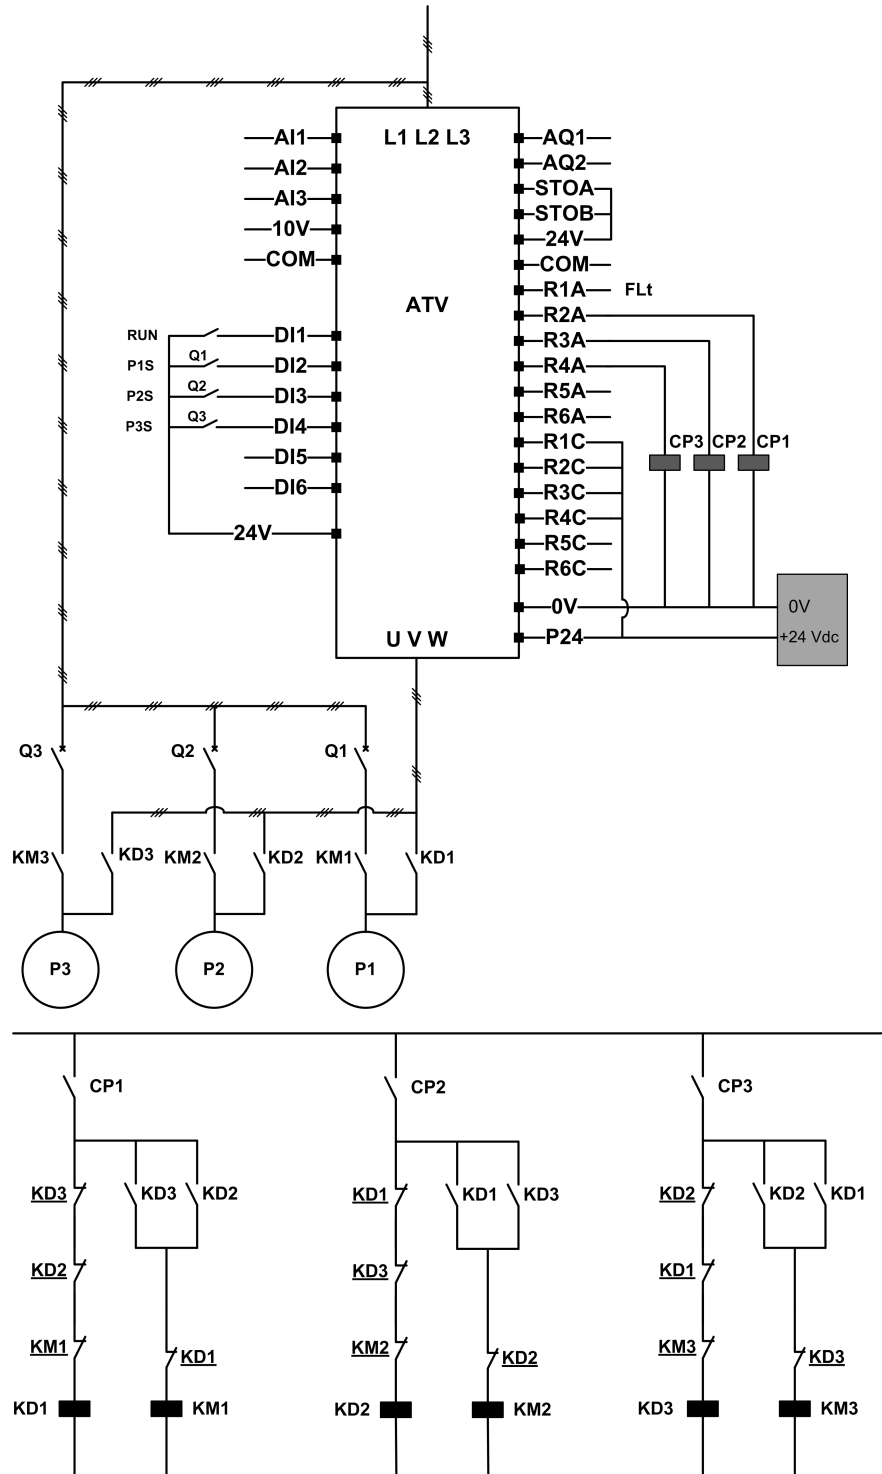 L1 L2 L3
AI1
AQ1
AI2
AQ2
AI3
STOA
10V
STOB
24V
COM
COM
R1A
FLt
ATV
R2A
RUN
DI1
R3A
P1S
Q1
DI2
R4A
P2S
Q2
DI3
R5A
P3S
Q3
DI4
R6A
R1C
CP3
CP2
CP1
DI5
R2C
DI6
R3C
R4C
24V
R5C
R6C
0V
0V
U V W
P24
+24 Vdc
Q3
Q2
Q1
KM3
KD3
KM2
KD2
KM1
KD1
P3
P2
P1
CP1
CP2
CP3
KD3
KD3
KD2
KD1
KD1
KD3
KD2
KD2
KD1
KD2
KD3
KD1
KM1
KD1
KM2
KD2
KM3
KD3
KD1
KM1
KD2
KM2
KD3
KM3